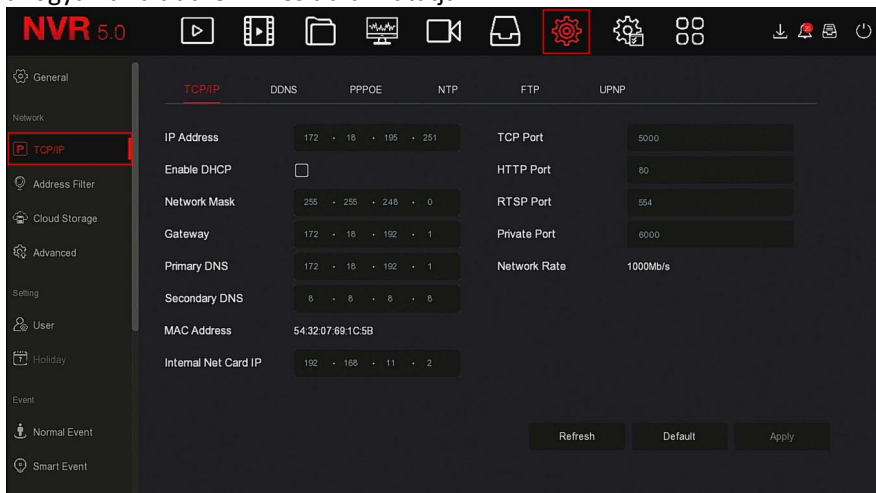 NVR 5.0
General
Network
TCP/IP
Address Filter
Cloud Storage
Advanced
Setting
User
Holiday
Event
Normal Event
Smart Event
TCP/IP DDNS PPPOE NTP FTP UPNP
IP Address 172 . 18 . 195 . 251
Enable DHCP
Network Mask 255 . 255 . 248 . 0
Gateway 172 . 18 . 192 . 1
Primary DNS 172 . 18 . 192 . 1
Secondary DNS 8 . 8 . 8 . 8
MAC Address 54:32:07:69:1C:5B
Internal Net Card IP 192 . 168 . 11 . 2
TCP Port 5000
HTTP Port 80
RTSP Port 554
Private Port 6000
Network Rate 1000Mb/s
Refresh Default Apply